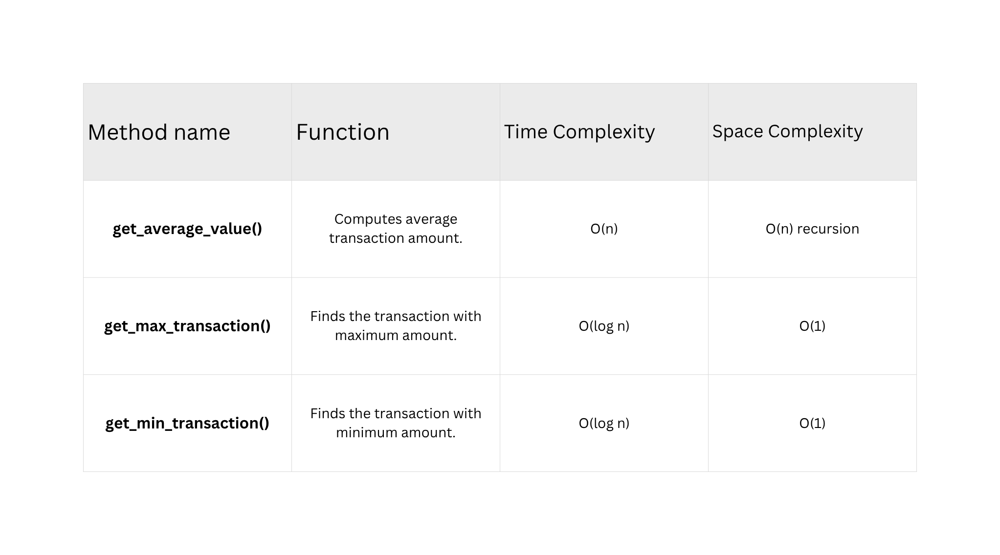 Method name
Function
Time Complexity
Space Complexity
get_average_value()
Computes average
transaction amount.
O(n)
O(n) recursion
get_max_transaction()
Finds the transaction with
maximum amount.
O(log n)
O(1)
get_min_transaction()
Finds the transaction with
minimum amount.
O(log n)
O(1)